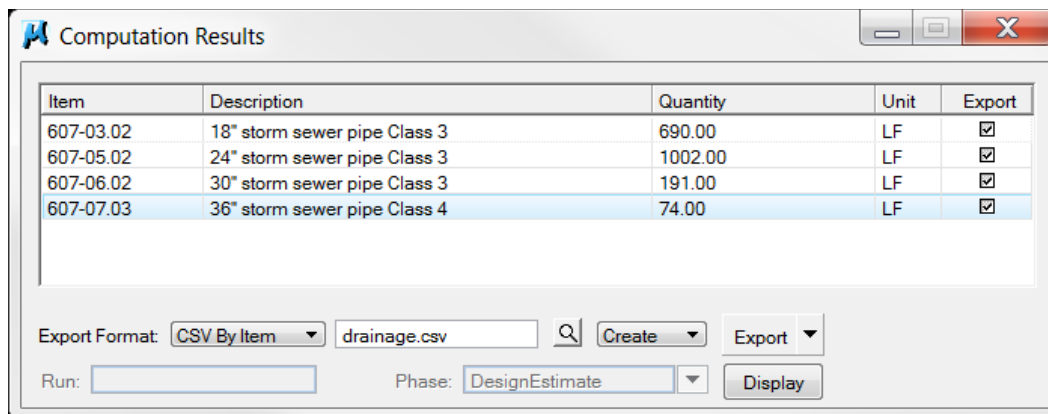 Computation Results
Item Description Quantity Unit Export
607-03.02 18" storm sewer pipe Class 3 690.00 LF
607-05.02 24" storm sewer pipe Class 3 1002.00 LF
607-06.02 30" storm sewer pipe Class 3 191.00 LF
607-07.03 36" storm sewer pipe Class 4 74.00 LF
Export Format: CSV By Item drainage.csv Create Export
Run: Phase: DesignEstimate Display